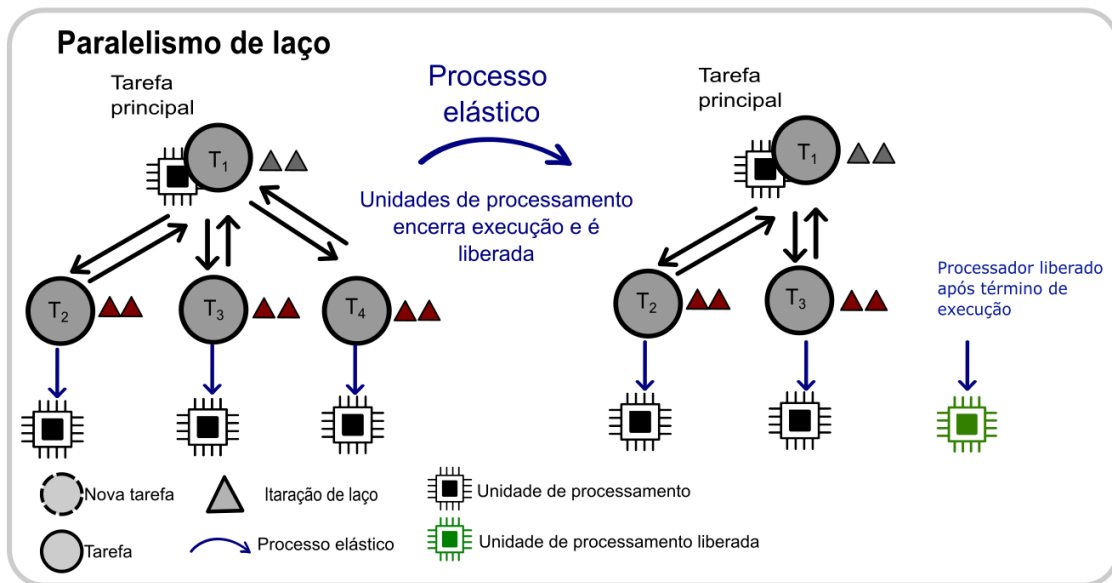 Paralelismo de laço
Tarefa
principal
T1
T2
T3
T4
Processo
elástico
Unidades de processamento
encerra execução e é
liberada
Tarefa
principal
T1
T2
T3
Processador liberado
após término de
execução
Nova tarefa
Itaração de laço
Unidade de processamento
Tarefa
Processo elástico
Unidade de processamento liberada